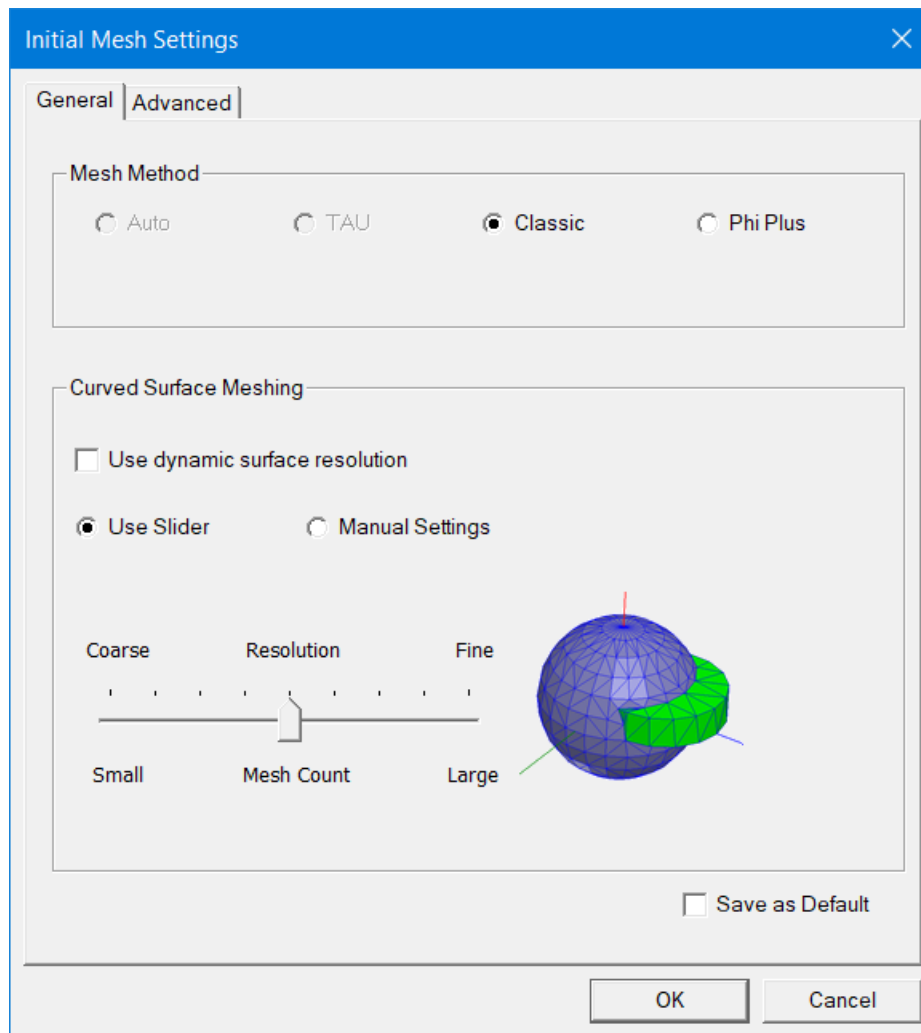 Initial Mesh Settings
General Advanced
Mesh Method
Auto TAU Classic Phi Plus
Curved Surface Meshing
Use dynamic surface resolution
Use Slider Manual Settings
Coarse Resolution Fine
Small Mesh Count Large
Save as Default
OK Cancel